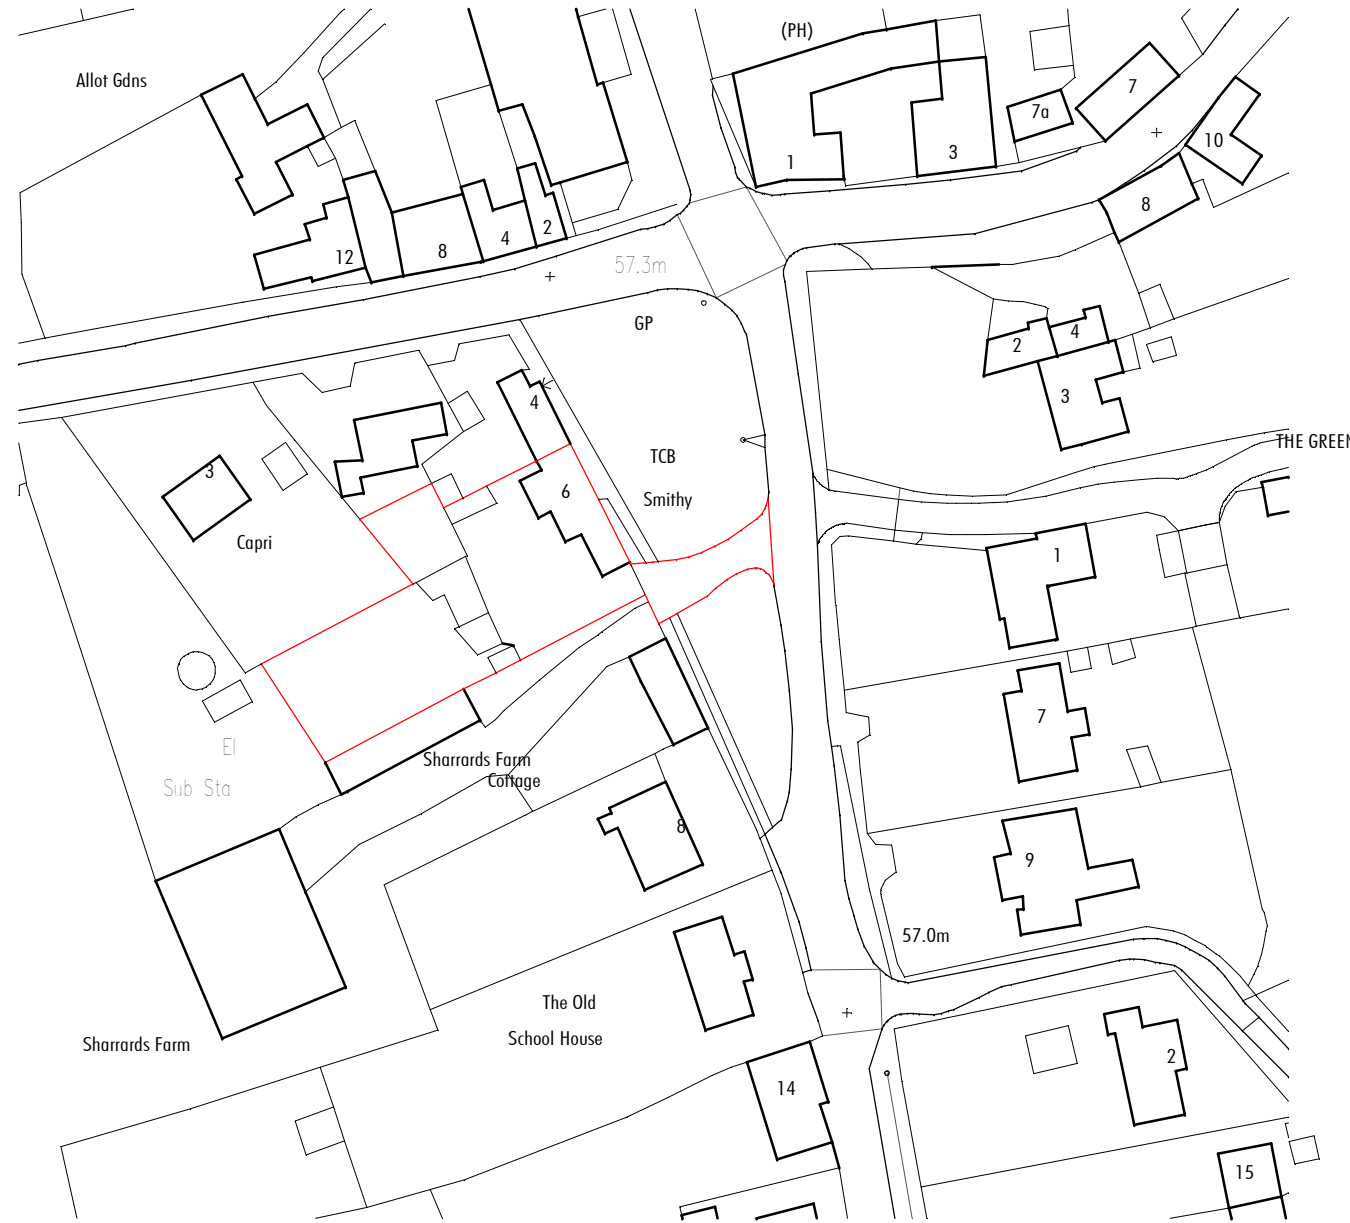 (PH)
Allot Gdns
7
7a
10
1
3
8
2
4
8
12
57.3m
GP
4
2
3
4
THE GREEN
TCB
3
6
Smithy
Capri
1
7
El
Sub Sta
Sharrards Farm
Cottage
8
9
57.0m
The Old
School House
Sharrards Farm
2
14
15